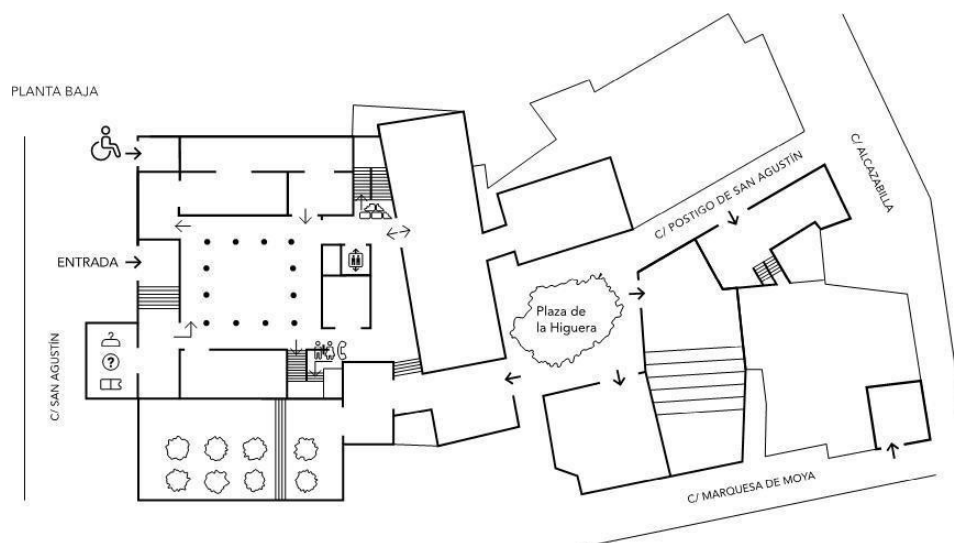 PLANTA BAJA
ENTRADA
C/ SAN AGUSTÍN
?
Plaza de
la Higuera
C/ POSTIGO DE SAN AGUSTÍN
C/ ALCAZABILLA
C/ MARQUESA DE MOYA